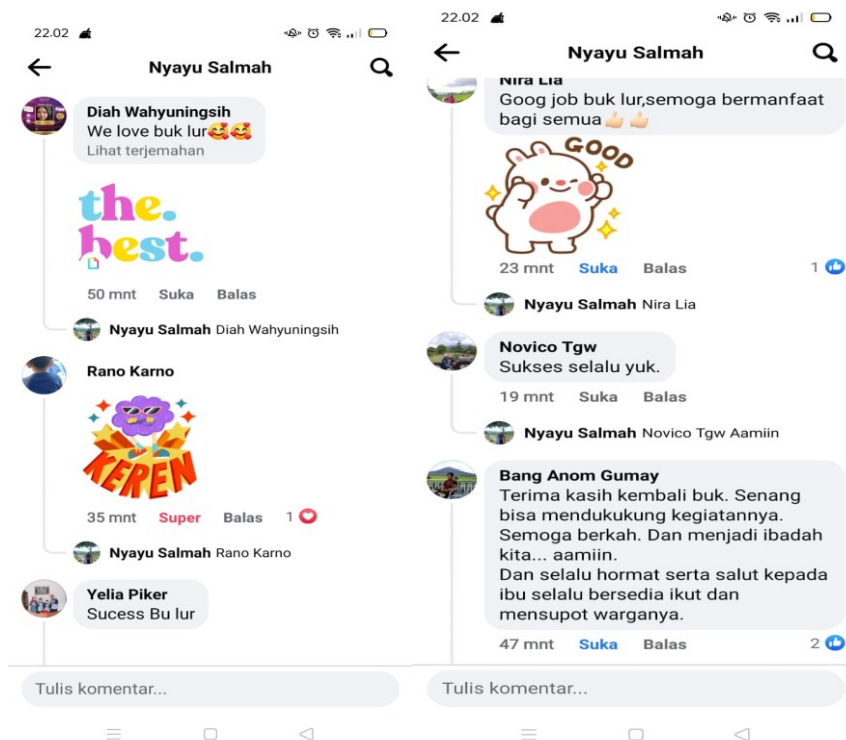 22.02
Nyayu Salmah
Diah Wahyuningsih
We love buk lur🥰🥰
Lihat terjemahan
the.
best.
50 mnt Suka Balas
Nyayu Salmah Diah Wahyuningsih
Rano Karno
KEREN
35 mnt Super Balas 1
Nyayu Salmah Rano Karno
Yelia Piker
Sucess Bu lur
Tulis komentar...
22.02
Nyayu Salmah
Nira Lia
Goog job buk lur,semoga bermanfaat
bagi semua👍🏻👍🏻
GOOD
23 mnt Suka Balas 1
Nyayu Salmah Nira Lia
Novico Tgw
Sukses selalu yuk.
19 mnt Suka Balas
Nyayu Salmah Novico Tgw Aamiin
Bang Anom Gumay
Terima kasih kembali buk. Senang
bisa mendukukung kegiatannya.
Semoga berkah. Dan menjadi ibadah
kita... aamiin.
Dan selalu hormat serta salut kepada
ibu selalu bersedia ikut dan
mensupot warganya.
47 mnt Suka Balas 2
Tulis komentar...